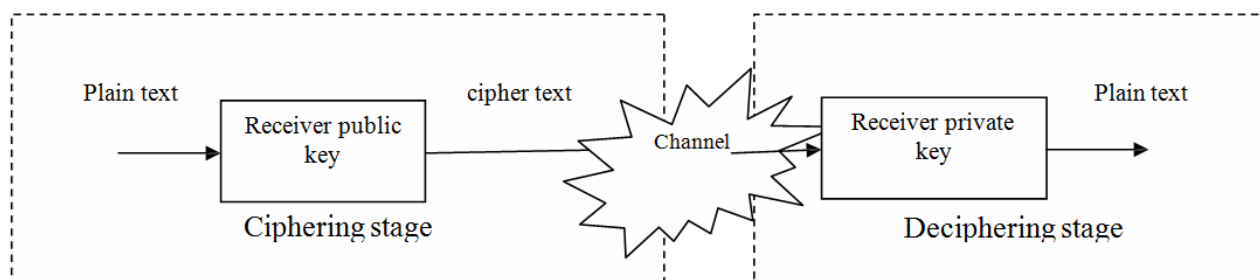 Plain text
cipher text
Plain text
Receiver public
key
Channel
Receiver private
key
Ciphering stage
Deciphering stage